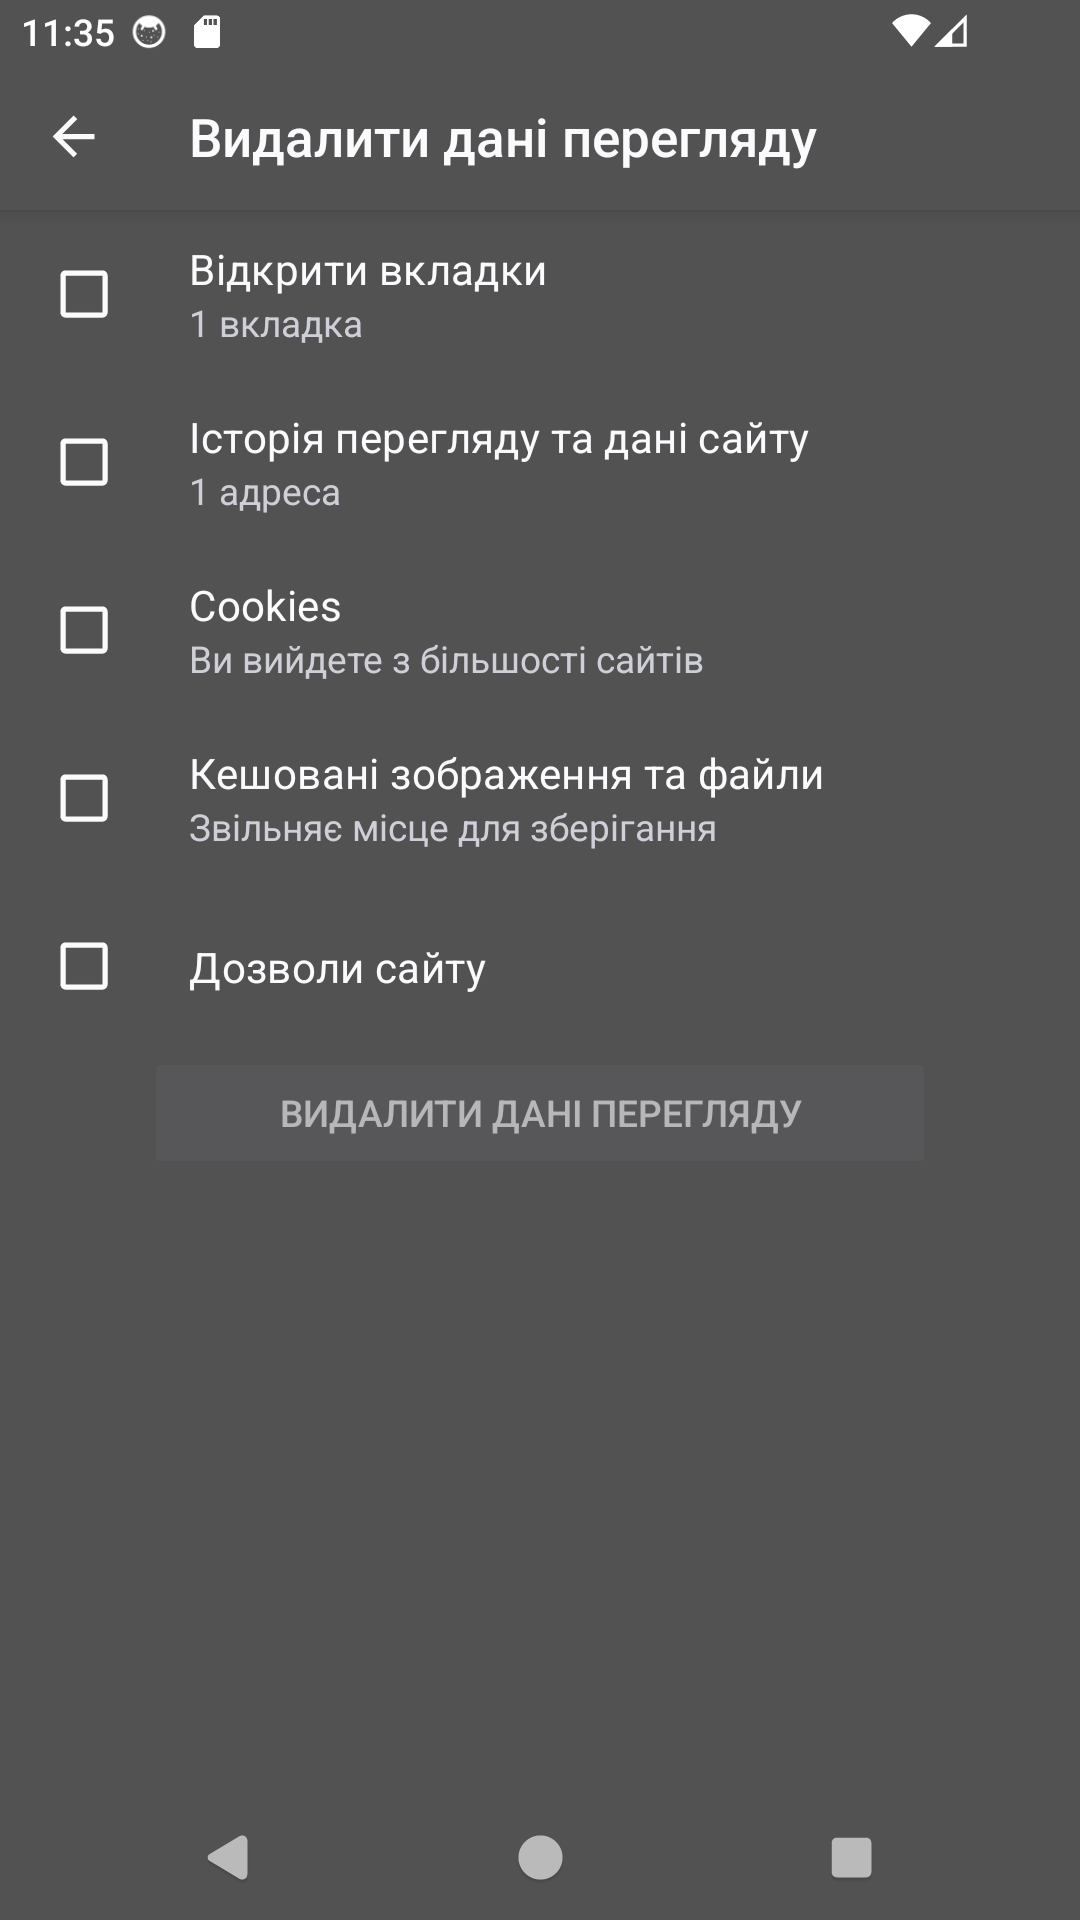 11:35
Видалити дані перегляду
Відкрити вкладки
1 вкладка
Історія перегляду та дані сайту
1 адреса
Cookies
Ви вийдете з більшості сайтів
Кешовані зображення та файли
Звільняє місце для зберігання
Дозволи сайту
ВИДАЛИТИ ДАНІ ПЕРЕГЛЯДУ